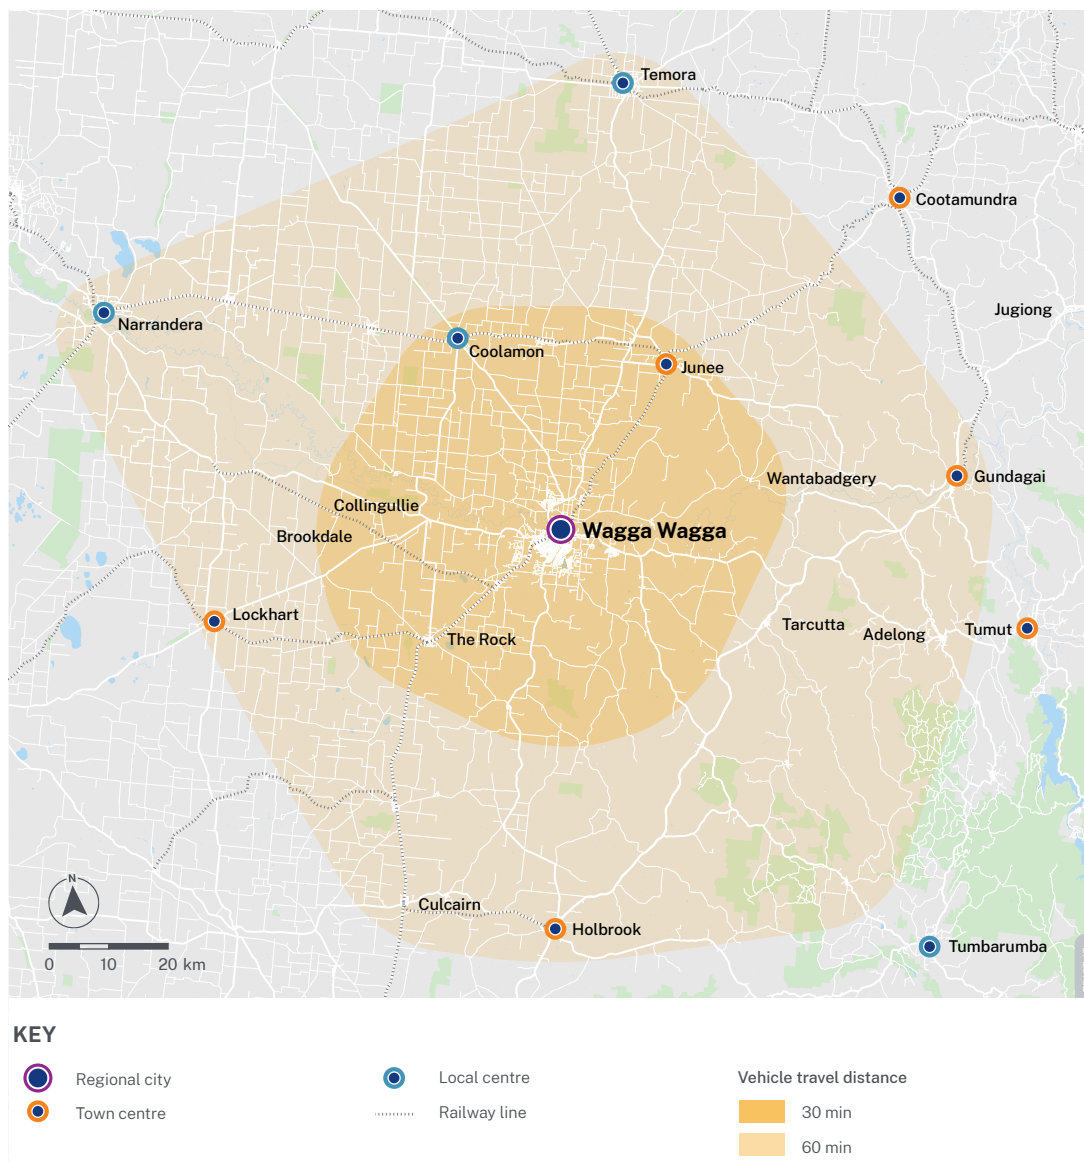 Temora
Cootamundra
Jugiong
Narrandera
Coolamon
Junee
Wantabadgery
Gundagai
Collingullie
Wagga Wagga
Brookdale
Lockhart
Tarcutta
Adelong
Tumut
The Rock
N
Culcairn
Holbrook
Tumbarumba
0 10 20 km
KEY
Regional city
Town centre
Local centre
Railway line
Vehicle travel distance
30 min
60 min